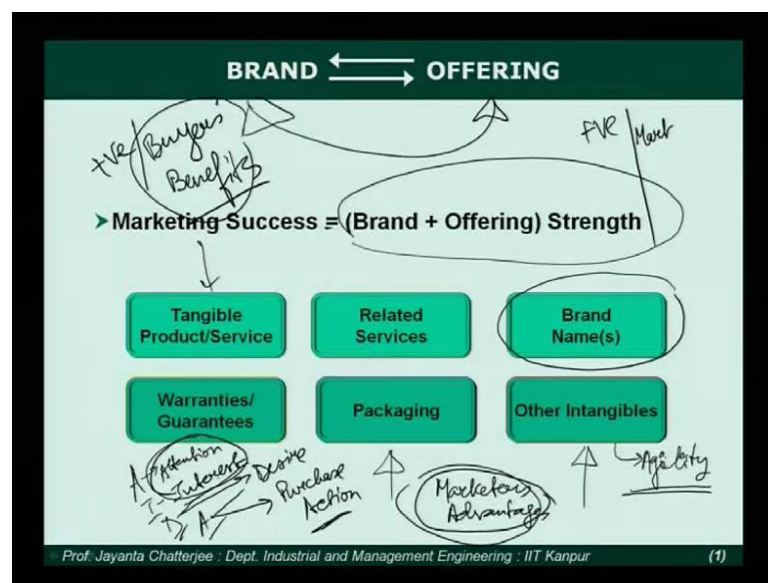 BRAND OFFERING
+ve / Buyers'
Benefits
+ve / Mark
➤ Marketing Success = (Brand + Offering) Strength
Tangible
Product/Service
Related
Services
Brand
Name(s)
Warranties/
Guarantees
Packaging
Other Intangibles
A → Attention
I - Interest
D Desire
A → Purchase
Action
Marketers
Advantage
→ Agility
Prof. Jayanta Chatterjee : Dept. Industrial and Management Engineering : IIT Kanpur
(1)